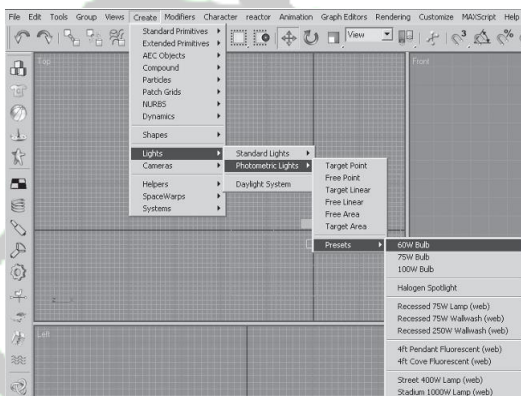 File Edit Tools Group Views Create Modifiers Character reactor Animation Graph Editors Rendering Customize MAXScript Help
View
Top
Front
Left
Standard Primitives
Extended Primitives
AEC Objects
Compound
Particles
Patch Grids
NURBS
Dynamics
Shapes
Lights
Cameras
Helpers
SpaceWarps
Systems
Standard Lights
Photometric Lights
Daylight System
Target Point
Free Point
Target Linear
Free Linear
Free Area
Target Area
Presets
60W Bulb
75W Bulb
100W Bulb
Halogen Spotlight
Recessed 75W Lamp (web)
Recessed 75W Wallwash (web)
Recessed 250W Wallwash (web)
4ft Pendant Fluorescent (web)
4ft Cove Fluorescent (web)
Street 400W Lamp (web)
Stadium 1000W Lamp (web)